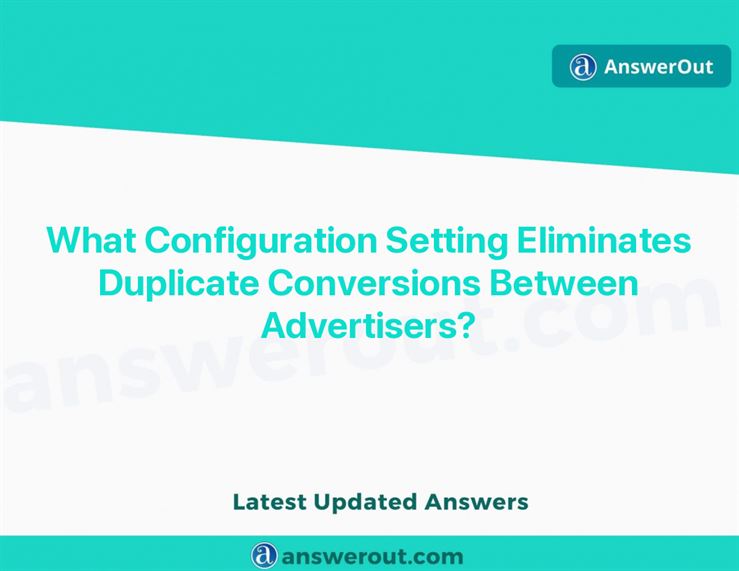 AnswerOut
What Configuration Setting Eliminates
Duplicate Conversions Between
Advertisers?
answerout.com
Latest Updated Answers
answerout.com